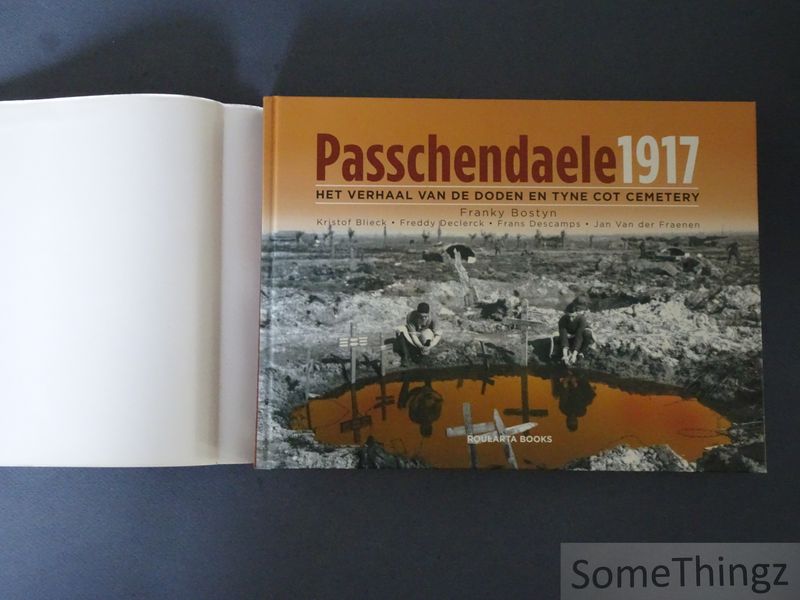 Passchendaele1917
HET VERHAAL VAN DE DODEN EN TYNE COT CEMETERY
Franky Bostyn
Kristof Blieck • Freddy Declerck • Frans Descamps • Jan Van der Fraenen
ROULARTA BOOKS
SomeThingz